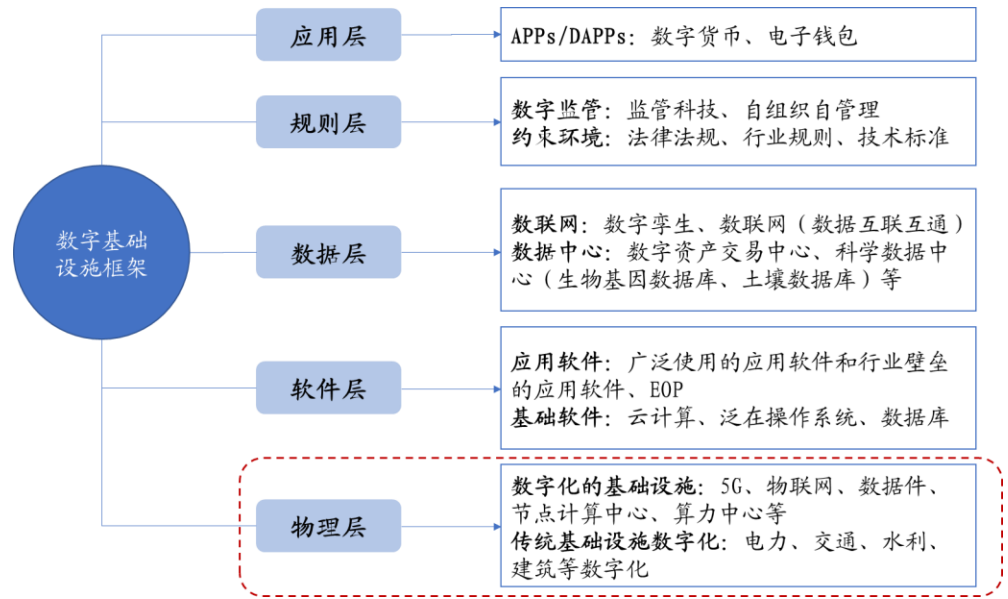 数字基础
设施框架
应用层
APPs/DAPPs：数字货币、电子钱包
规则层
数字监管：监管科技、自组织自管理
约束环境：法律法规、行业规则、技术标准
数据层
数联网：数字孪生、数联网（数据互联互通）
数据中心：数字资产交易中心、科学数据中
心（生物基因数据库、土壤数据库）等
软件层
应用软件：广泛使用的应用软件和行业壁垒
的应用软件、EOP
基础软件：云计算、泛在操作系统、数据库
物理层
数字化的基础设施：5G、物联网、数据件、
节点计算中心、算力中心等
传统基础设施数字化：电力、交通、水利、
建筑等数字化